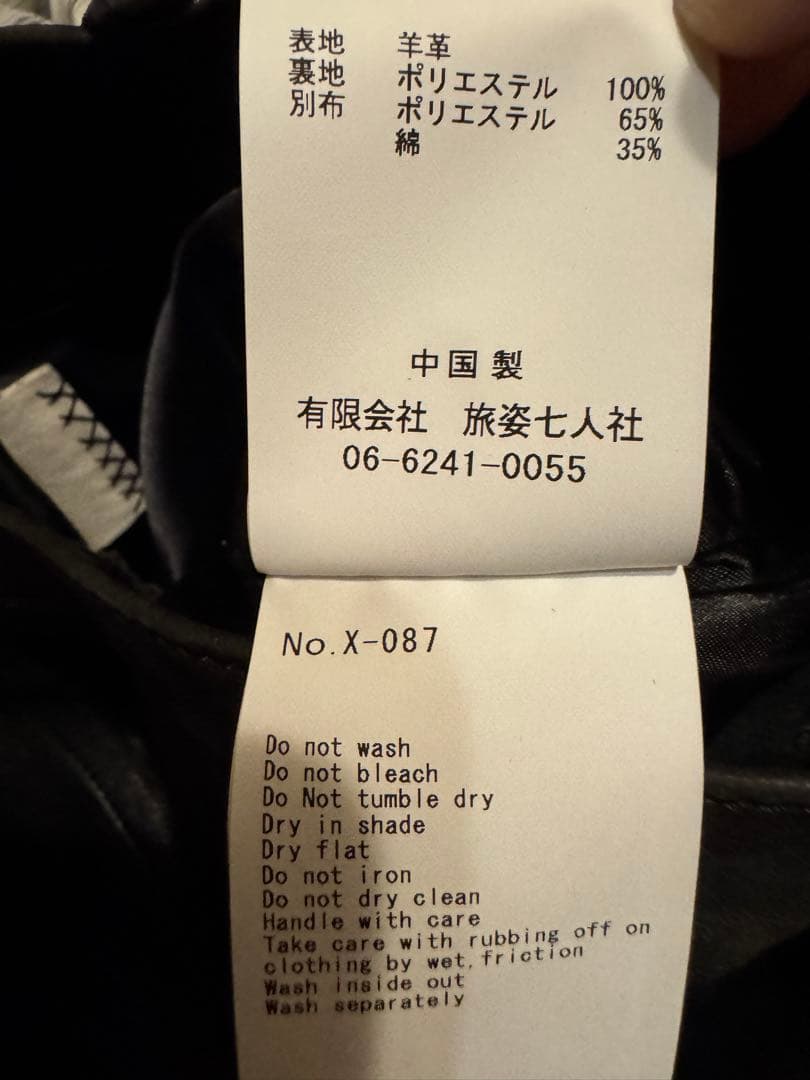 表地 羊革
裏地 ポリエステル 100%
別布 ポリエステル 65%
綿 35%
中国製
有限会社 旅姿七人社
06-6241-0055
No.X-087
Do not wash
Do not bleach
Do Not tumble dry
Dry in shade
Dry flat
Do not iron
Do not dry clean
Handle with care
Take care with rubbing off on
clothing by wet,friction
Wash inside out
Wash separately